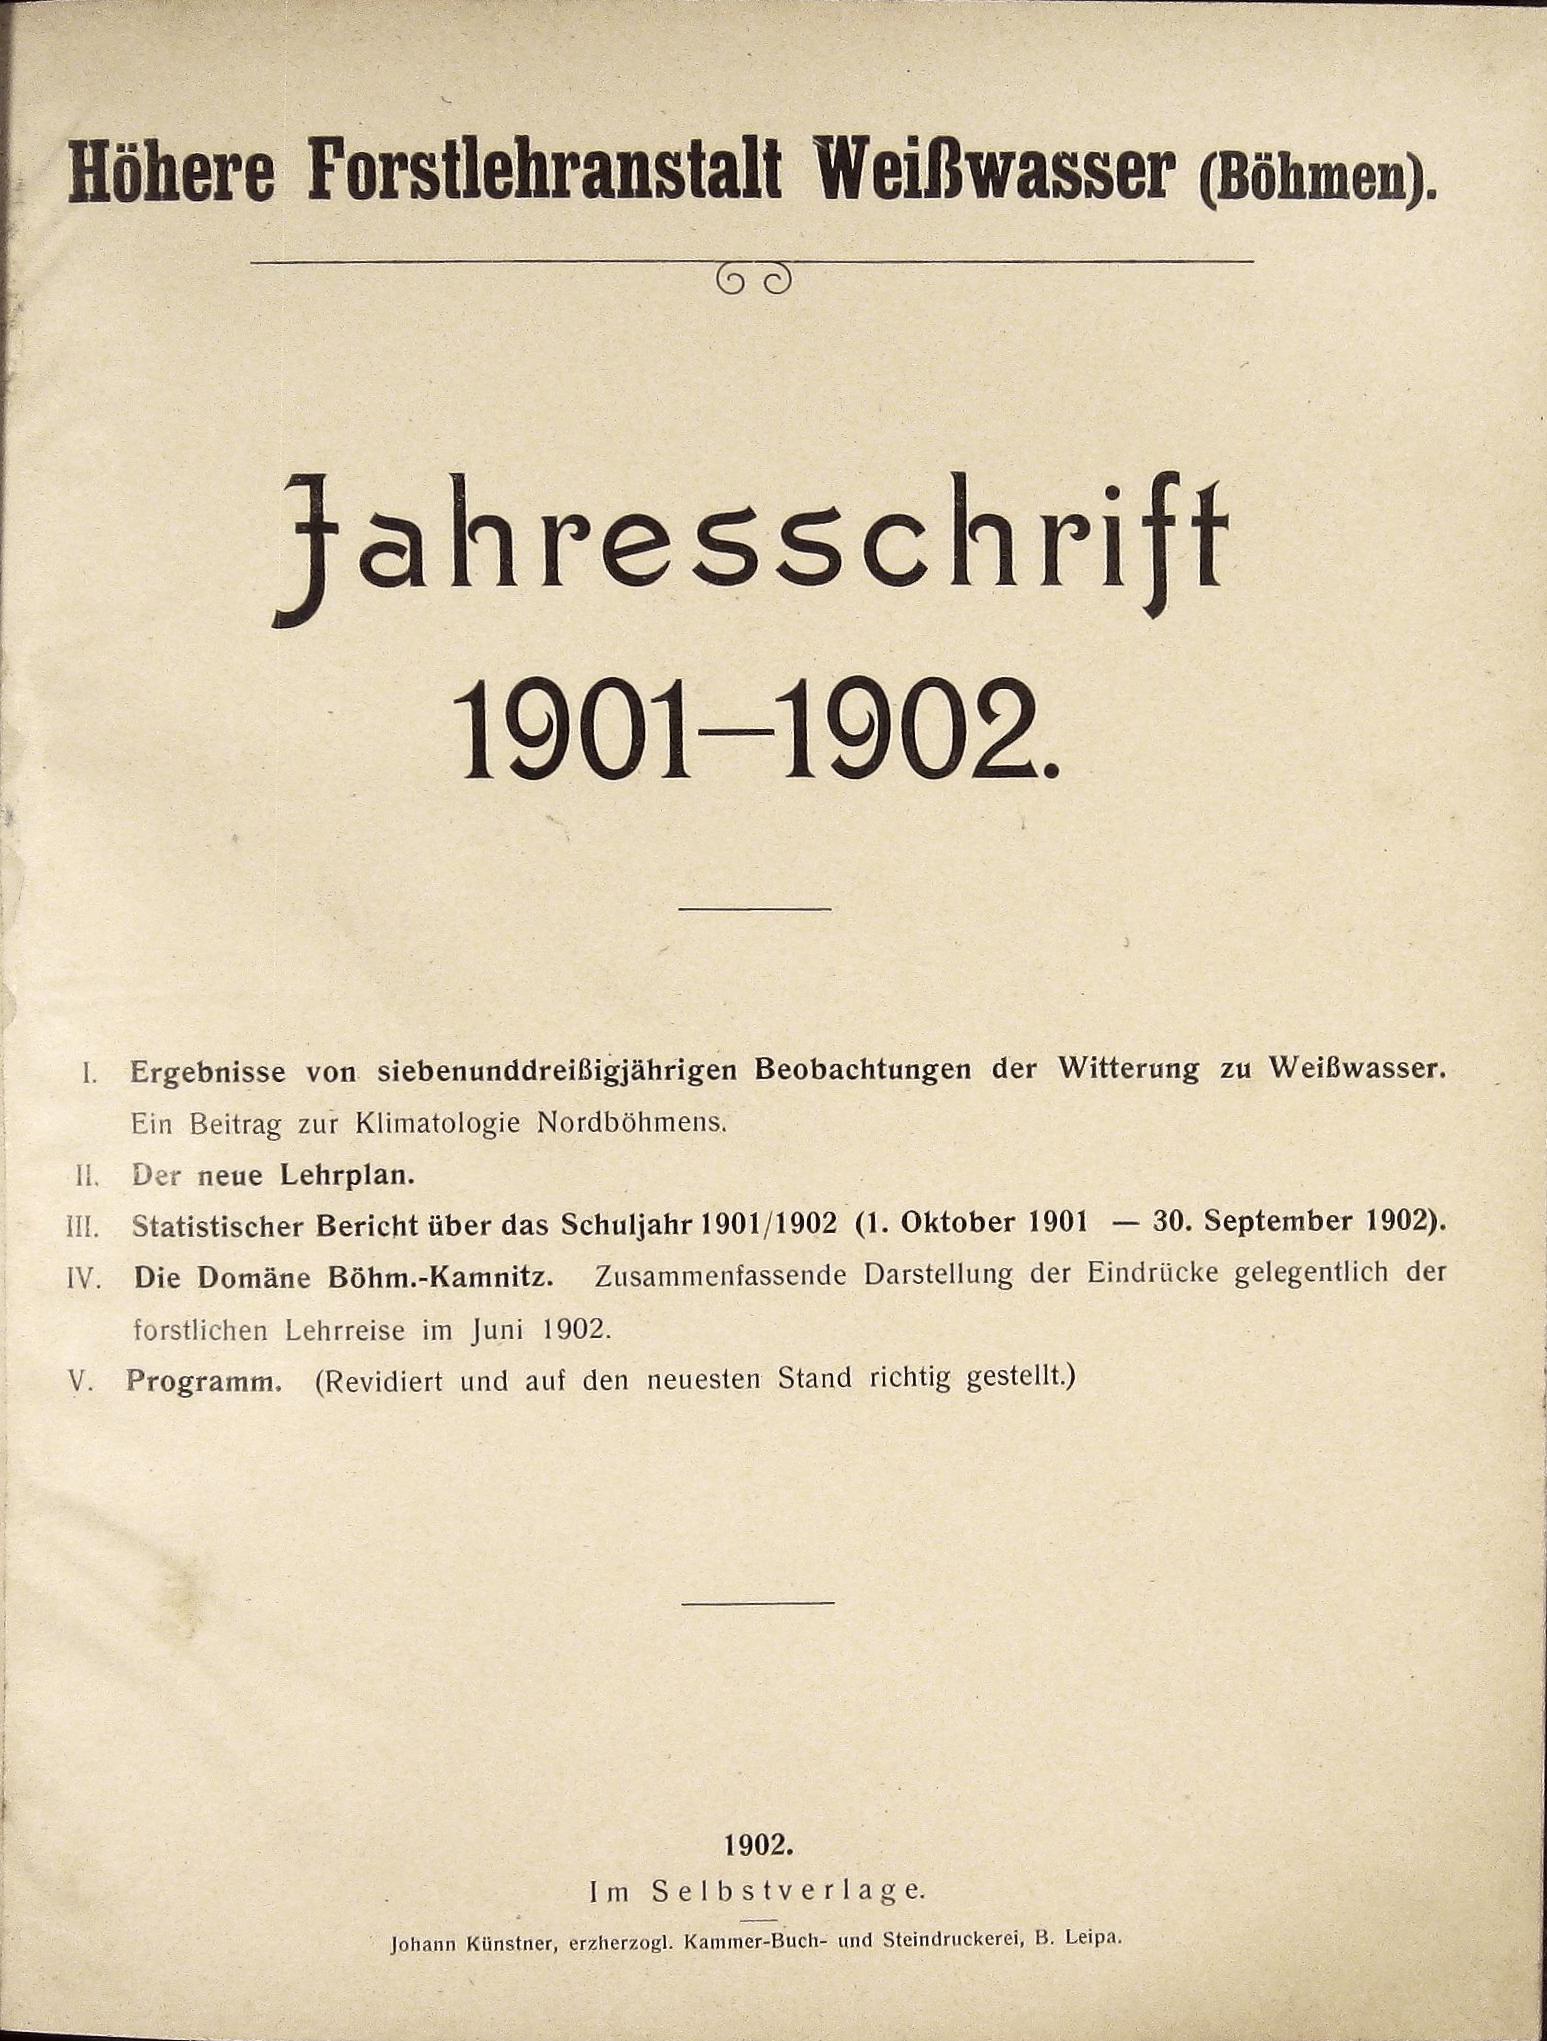 Höhere Forstlehranstalt Weißwasser (Böhmen).
Jahresschrift
1901—1902.
I. Ergebnisse von siebenunddreißigjährigen Beobachtungen der Witterung zu Weißwasser.
Ein Beitrag zur Klimatologie Nordböhmens.
II. Der neue Lehrplan.
III. Statistischer Bericht über das Schuljahr 1901/1902 (1. Oktober 1901 — 30. September 1902).
IV. Die Domäne Böhm.-Kamnitz. Zusammenfassende Darstellung der Eindrücke gelegentlich der
forstlichen Lehrreise im Juni 1902.
V. Programm. (Revidiert und auf den neuesten Stand richtig gestellt.)
1902.
Im Selbstverlage.
Johann Künstner, erzherzogl. Kammer-Buch- und Steindruckerei, B. Leipa.